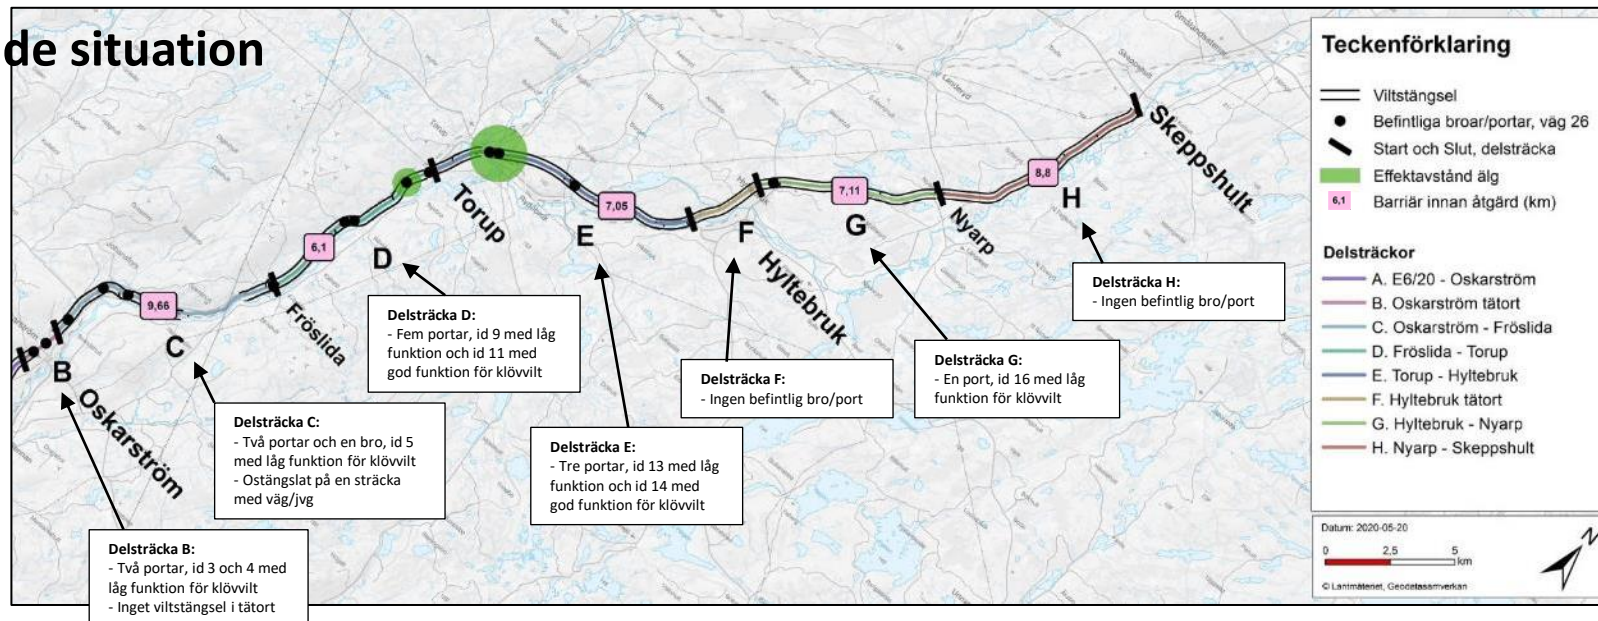 de situation
Skeppshult
Nyarp
Hyltebruk
Torup
Fröslida
Oskarström
B
C
D
E
F
G
H
9,66
6,1
7,05
7,11
8,8
Landeryd
Delsträcka B:
- Två portar, id 3 och 4 med
låg funktion för klövvilt
- Inget viltstängsel i tätort
Delsträcka C:
- Två portar och en bro, id 5
med låg funktion för klövvilt
- Ostängslat på en sträcka
med väg/jvg
Delsträcka D:
- Fem portar, id 9 med låg
funktion och id 11 med
god funktion för klövvilt
Delsträcka E:
- Tre portar, id 13 med låg
funktion och id 14 med
god funktion för klövvilt
Delsträcka F:
- Ingen befintlig bro/port
Delsträcka G:
- En port, id 16 med låg
funktion för klövvilt
Delsträcka H:
- Ingen befintlig bro/port
Teckenförklaring
Viltstängsel
Befintliga broar/portar, väg 26
Start och Slut, delsträcka
Effektavstånd älg
6,1 Barriär innan åtgärd (km)
Delsträckor
A. E6/20 - Oskarström
B. Oskarström tätort
C. Oskarström - Fröslida
D. Fröslida - Torup
E. Torup - Hyltebruk
F. Hyltebruk tätort
G. Hyltebruk - Nyarp
H. Nyarp - Skeppshult
Datum: 2020-05-20
0 2,5 5
km
N
© Lantmäteriet, Geodatasamverkan